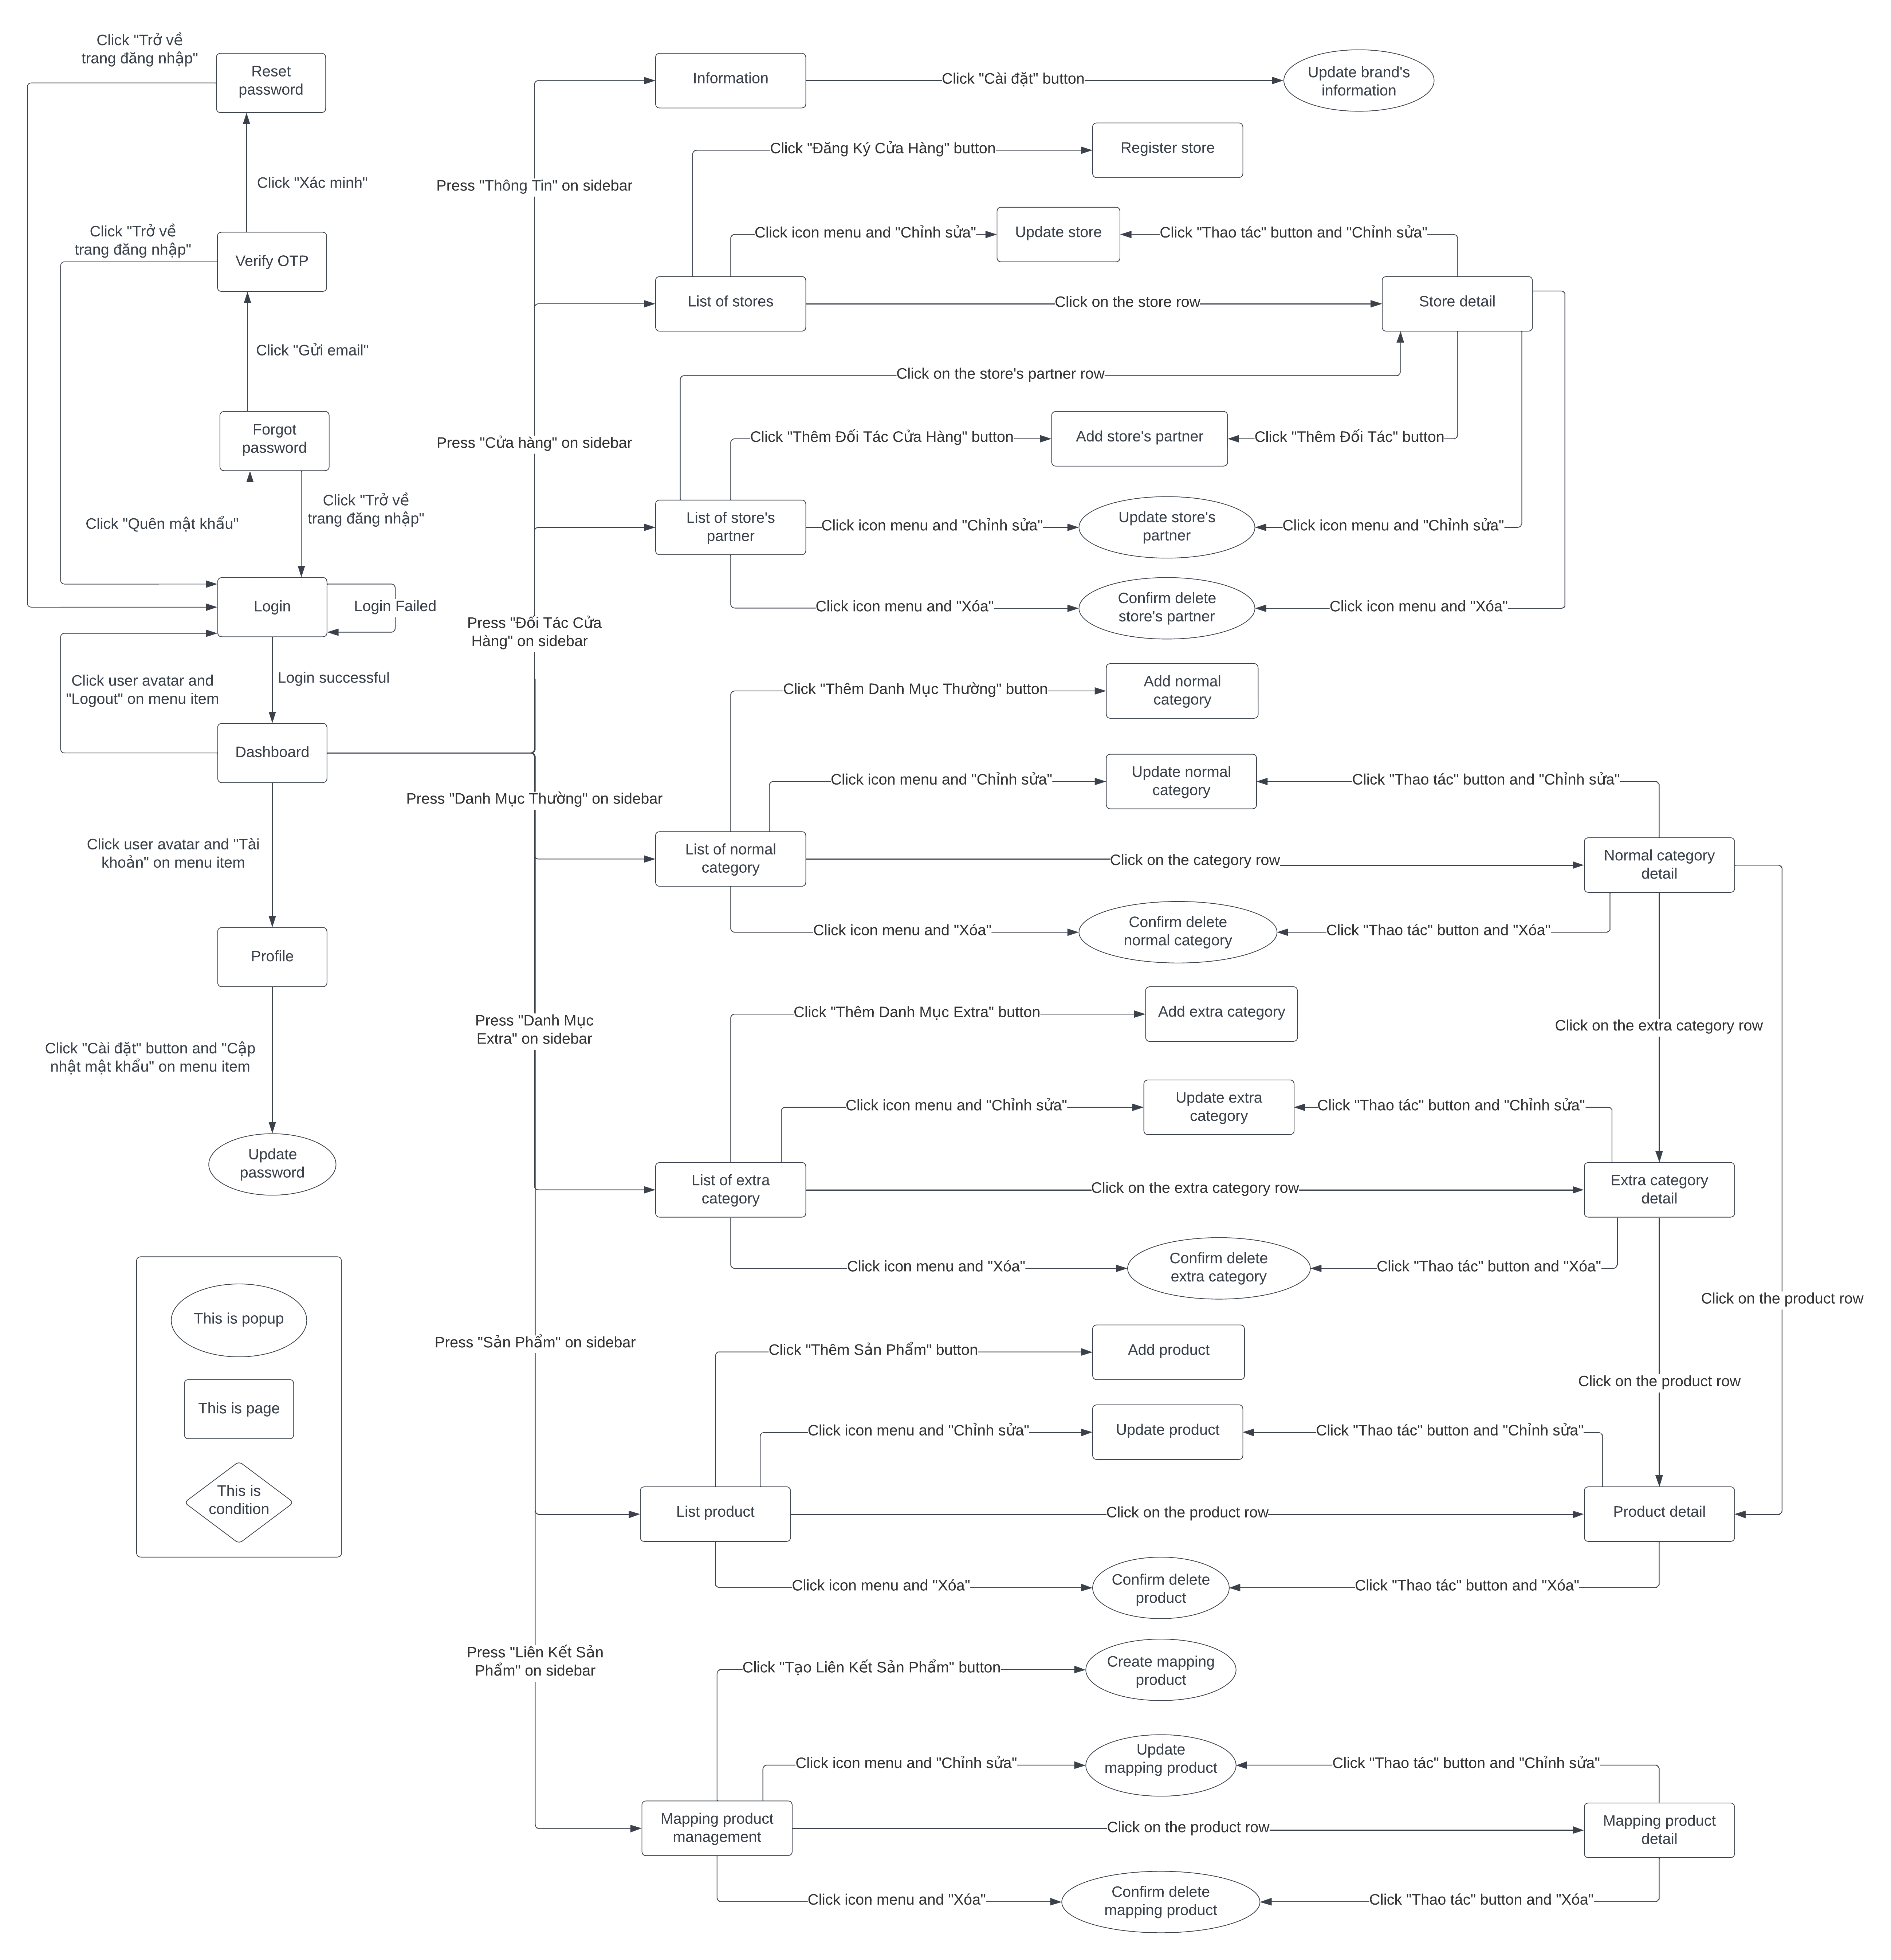 Click "Trở về
trang đăng nhập"
Reset
password
Click "Xác minh"
Click "Trở về
trang đăng nhập"
Verify OTP
Click "Gửi email"
Forgot
password
Click "Quên mật khẩu"
Click "Trở về
trang đăng nhập"
Login
Login Failed
Click user avatar and
"Logout" on menu item
Login successful
Dashboard
Click user avatar and "Tài
khoản" on menu item
Profile
Click "Cài đặt" button and "Cập
nhật mật khẩu" on menu item
Update
password
This is popup
This is page
This is
condition
Press "Thông Tin" on sidebar
Press "Cửa hàng" on sidebar
Press "Đối Tác Cửa
Hàng" on sidebar
Press "Danh Mục Thường" on sidebar
Press "Danh Mục
Extra" on sidebar
Press "Sản Phẩm" on sidebar
Press "Liên Kết Sản
Phẩm" on sidebar
Information
Click "Cài đặt" button
Update brand's
information
Click "Đăng Ký Cửa Hàng" button
Register store
Click icon menu and "Chỉnh sửa"
Update store
Click "Thao tác" button and "Chỉnh sửa"
List of stores
Click on the store row
Store detail
Click on the store's partner row
Click "Thêm Đối Tác Cửa Hàng" button
Add store's partner
Click "Thêm Đối Tác" button
List of store's
partner
Click icon menu and "Chỉnh sửa"
Update store's
partner
Click icon menu and "Chỉnh sửa"
Click icon menu and "Xóa"
Confirm delete
store's partner
Click icon menu and "Xóa"
Click "Thêm Danh Mục Thường" button
Add normal
category
Click icon menu and "Chỉnh sửa"
Update normal
category
Click "Thao tác" button and "Chỉnh sửa"
List of normal
category
Click on the category row
Normal category
detail
Click icon menu and "Xóa"
Confirm delete
normal category
Click "Thao tác" button and "Xóa"
Click "Thêm Danh Mục Extra" button
Add extra category
Click on the extra category row
Click icon menu and "Chỉnh sửa"
Update extra
category
Click "Thao tác" button and "Chỉnh sửa"
List of extra
category
Click on the extra category row
Extra category
detail
Click icon menu and "Xóa"
Confirm delete
extra category
Click "Thao tác" button and "Xóa"
Click on the product row
Click "Thêm Sản Phẩm" button
Add product
Click on the product row
Click icon menu and "Chỉnh sửa"
Update product
Click "Thao tác" button and "Chỉnh sửa"
List product
Click on the product row
Product detail
Click icon menu and "Xóa"
Confirm delete
product
Click "Thao tác" button and "Xóa"
Click "Tạo Liên Kết Sản Phẩm" button
Create mapping
product
Click icon menu and "Chỉnh sửa"
Update
mapping product
Click "Thao tác" button and "Chỉnh sửa"
Mapping product
management
Click on the product row
Mapping product
detail
Click icon menu and "Xóa"
Confirm delete
mapping product
Click "Thao tác" button and "Xóa"